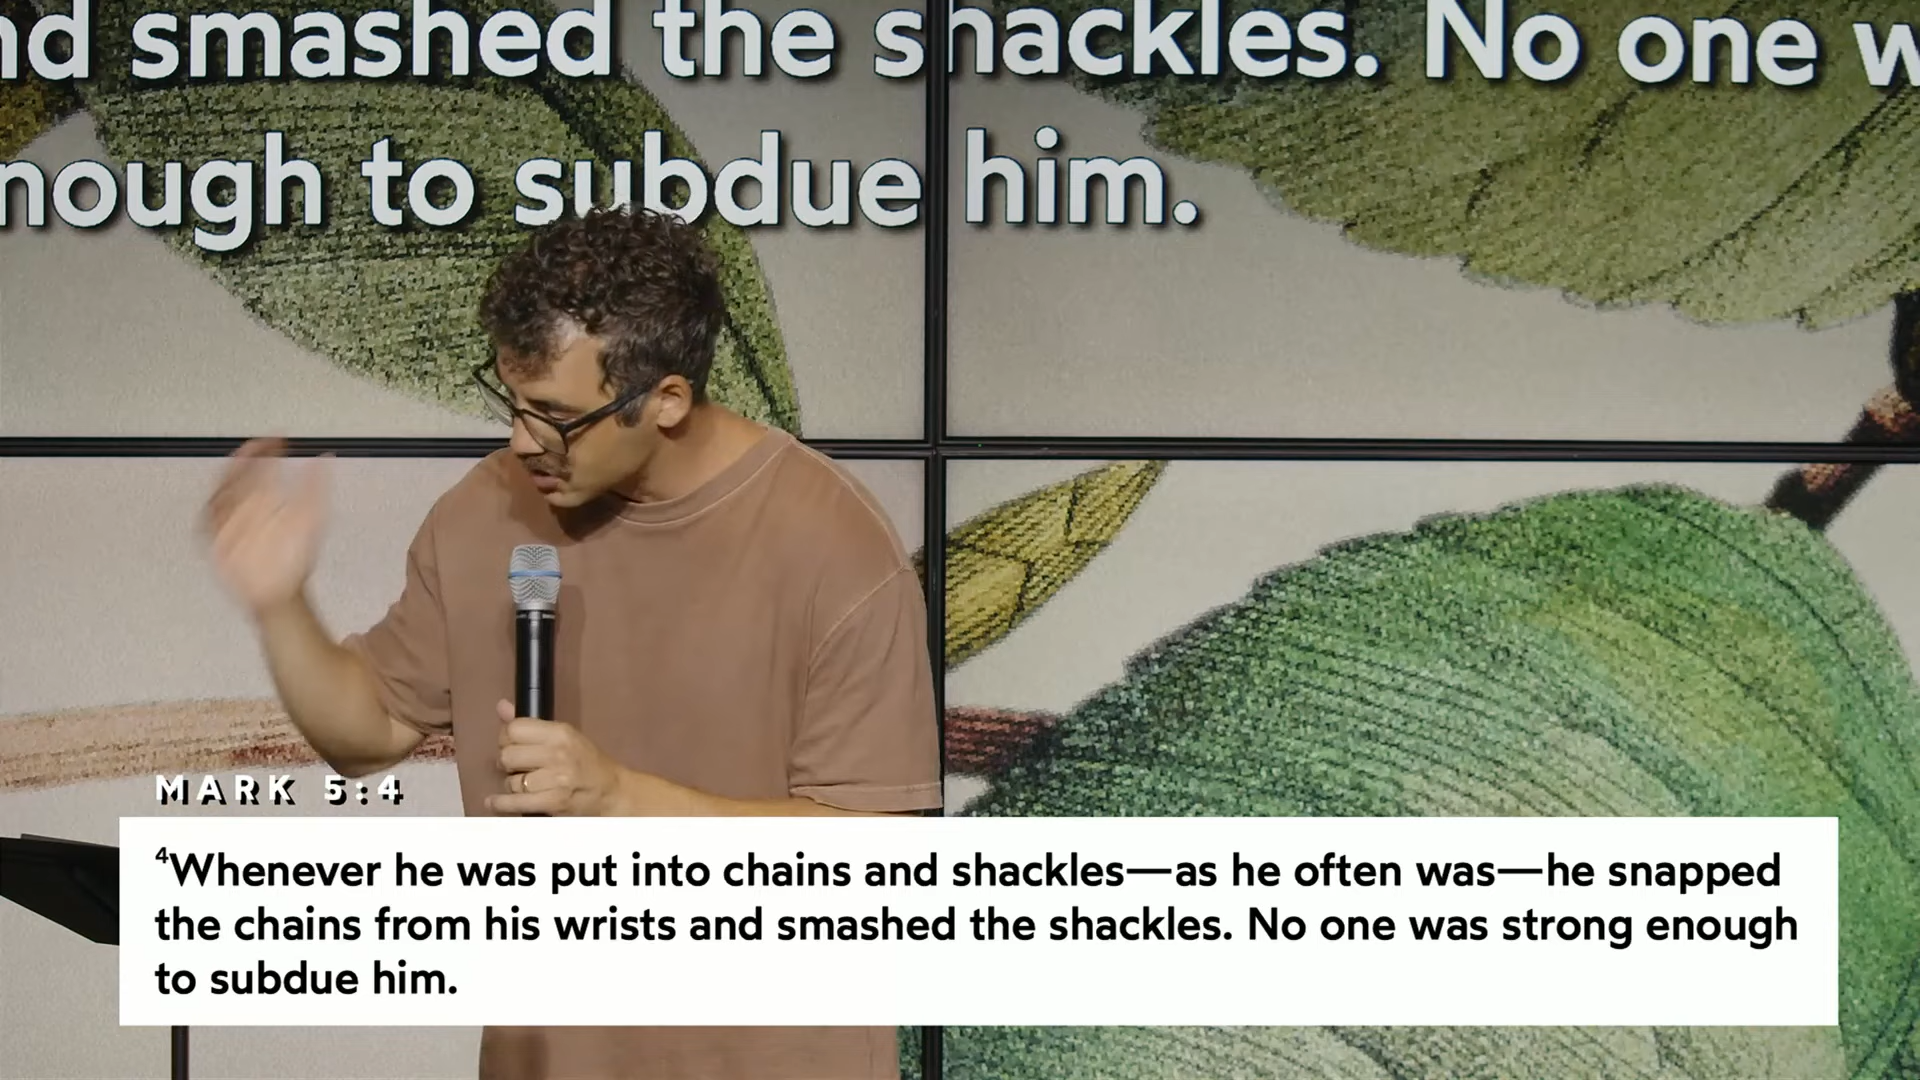 nd smashed the shackles. No one w
nough to subdue him.
MARK 5:4
4Whenever he was put into chains and shackles—as he often was—he snapped
the chains from his wrists and smashed the shackles. No one was strong enough
to subdue him.